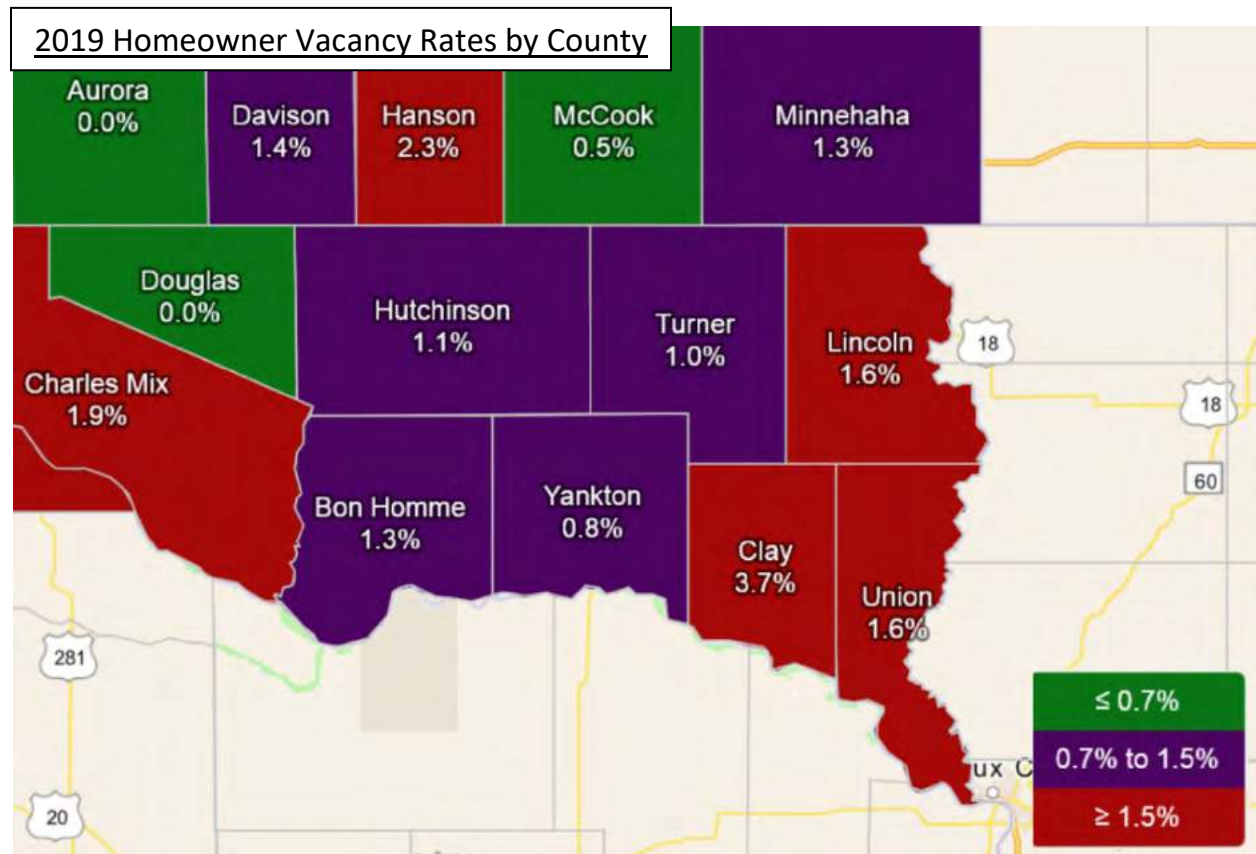 2019 Homeowner Vacancy Rates by County
Aurora
0.0%
Davison
1.4%
Hanson
2.3%
McCook
0.5%
Minnehaha
1.3%
Douglas
0.0%
Hutchinson
1.1%
Turner
1.0%
Lincoln
1.6%
18
Charles Mix
1.9%
18
60
Bon Homme
1.3%
Yankton
0.8%
Clay
3.7%
Union
1.6%
281
≤ 0.7%
0.7% to 1.5%
≥ 1.5%
ux C
20